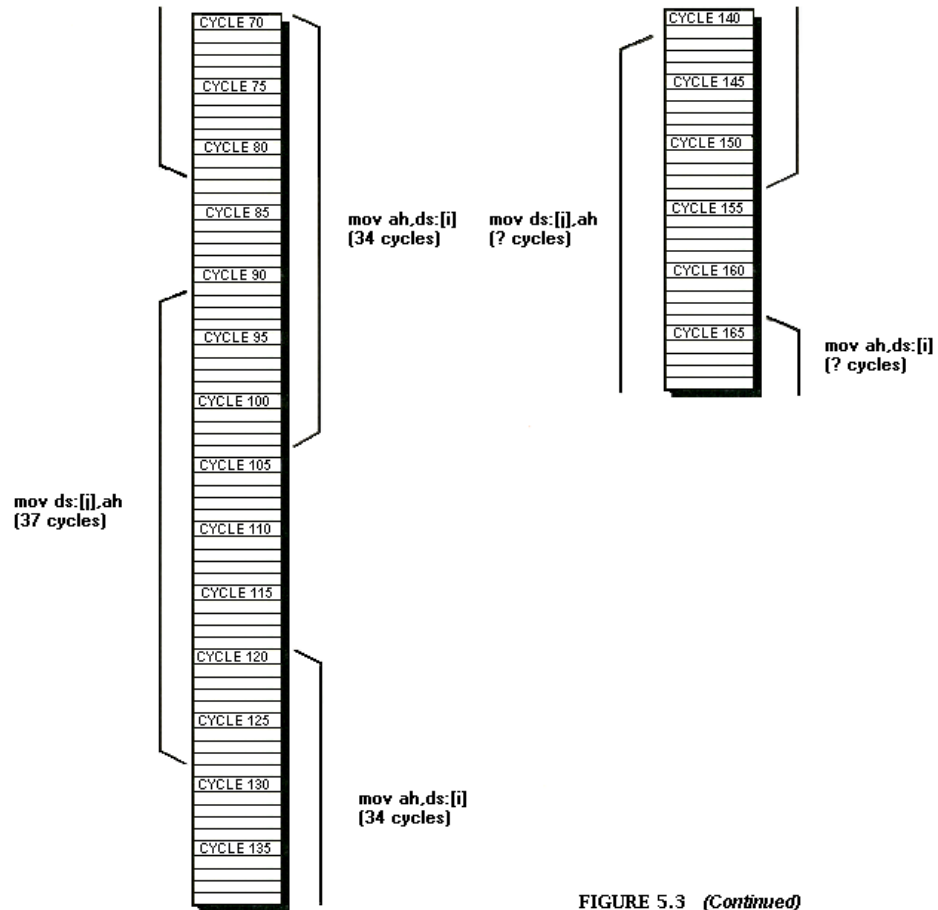 CYCLE 70
CYCLE 75
CYCLE 80
CYCLE 85
CYCLE 90
CYCLE 95
CYCLE 100
CYCLE 105
CYCLE 110
CYCLE 115
CYCLE 120
CYCLE 125
CYCLE 130
CYCLE 135
mov ds:[j],ah
(37 cycles)
mov ah,ds:[i]
(34 cycles)
mov ah,ds:[i]
(34 cycles)
mov ds:[j],ah
(? cycles)
CYCLE 140
CYCLE 145
CYCLE 150
CYCLE 155
CYCLE 160
CYCLE 165
mov ah,ds:[i]
(? cycles)
FIGURE 5.3 (Continued)